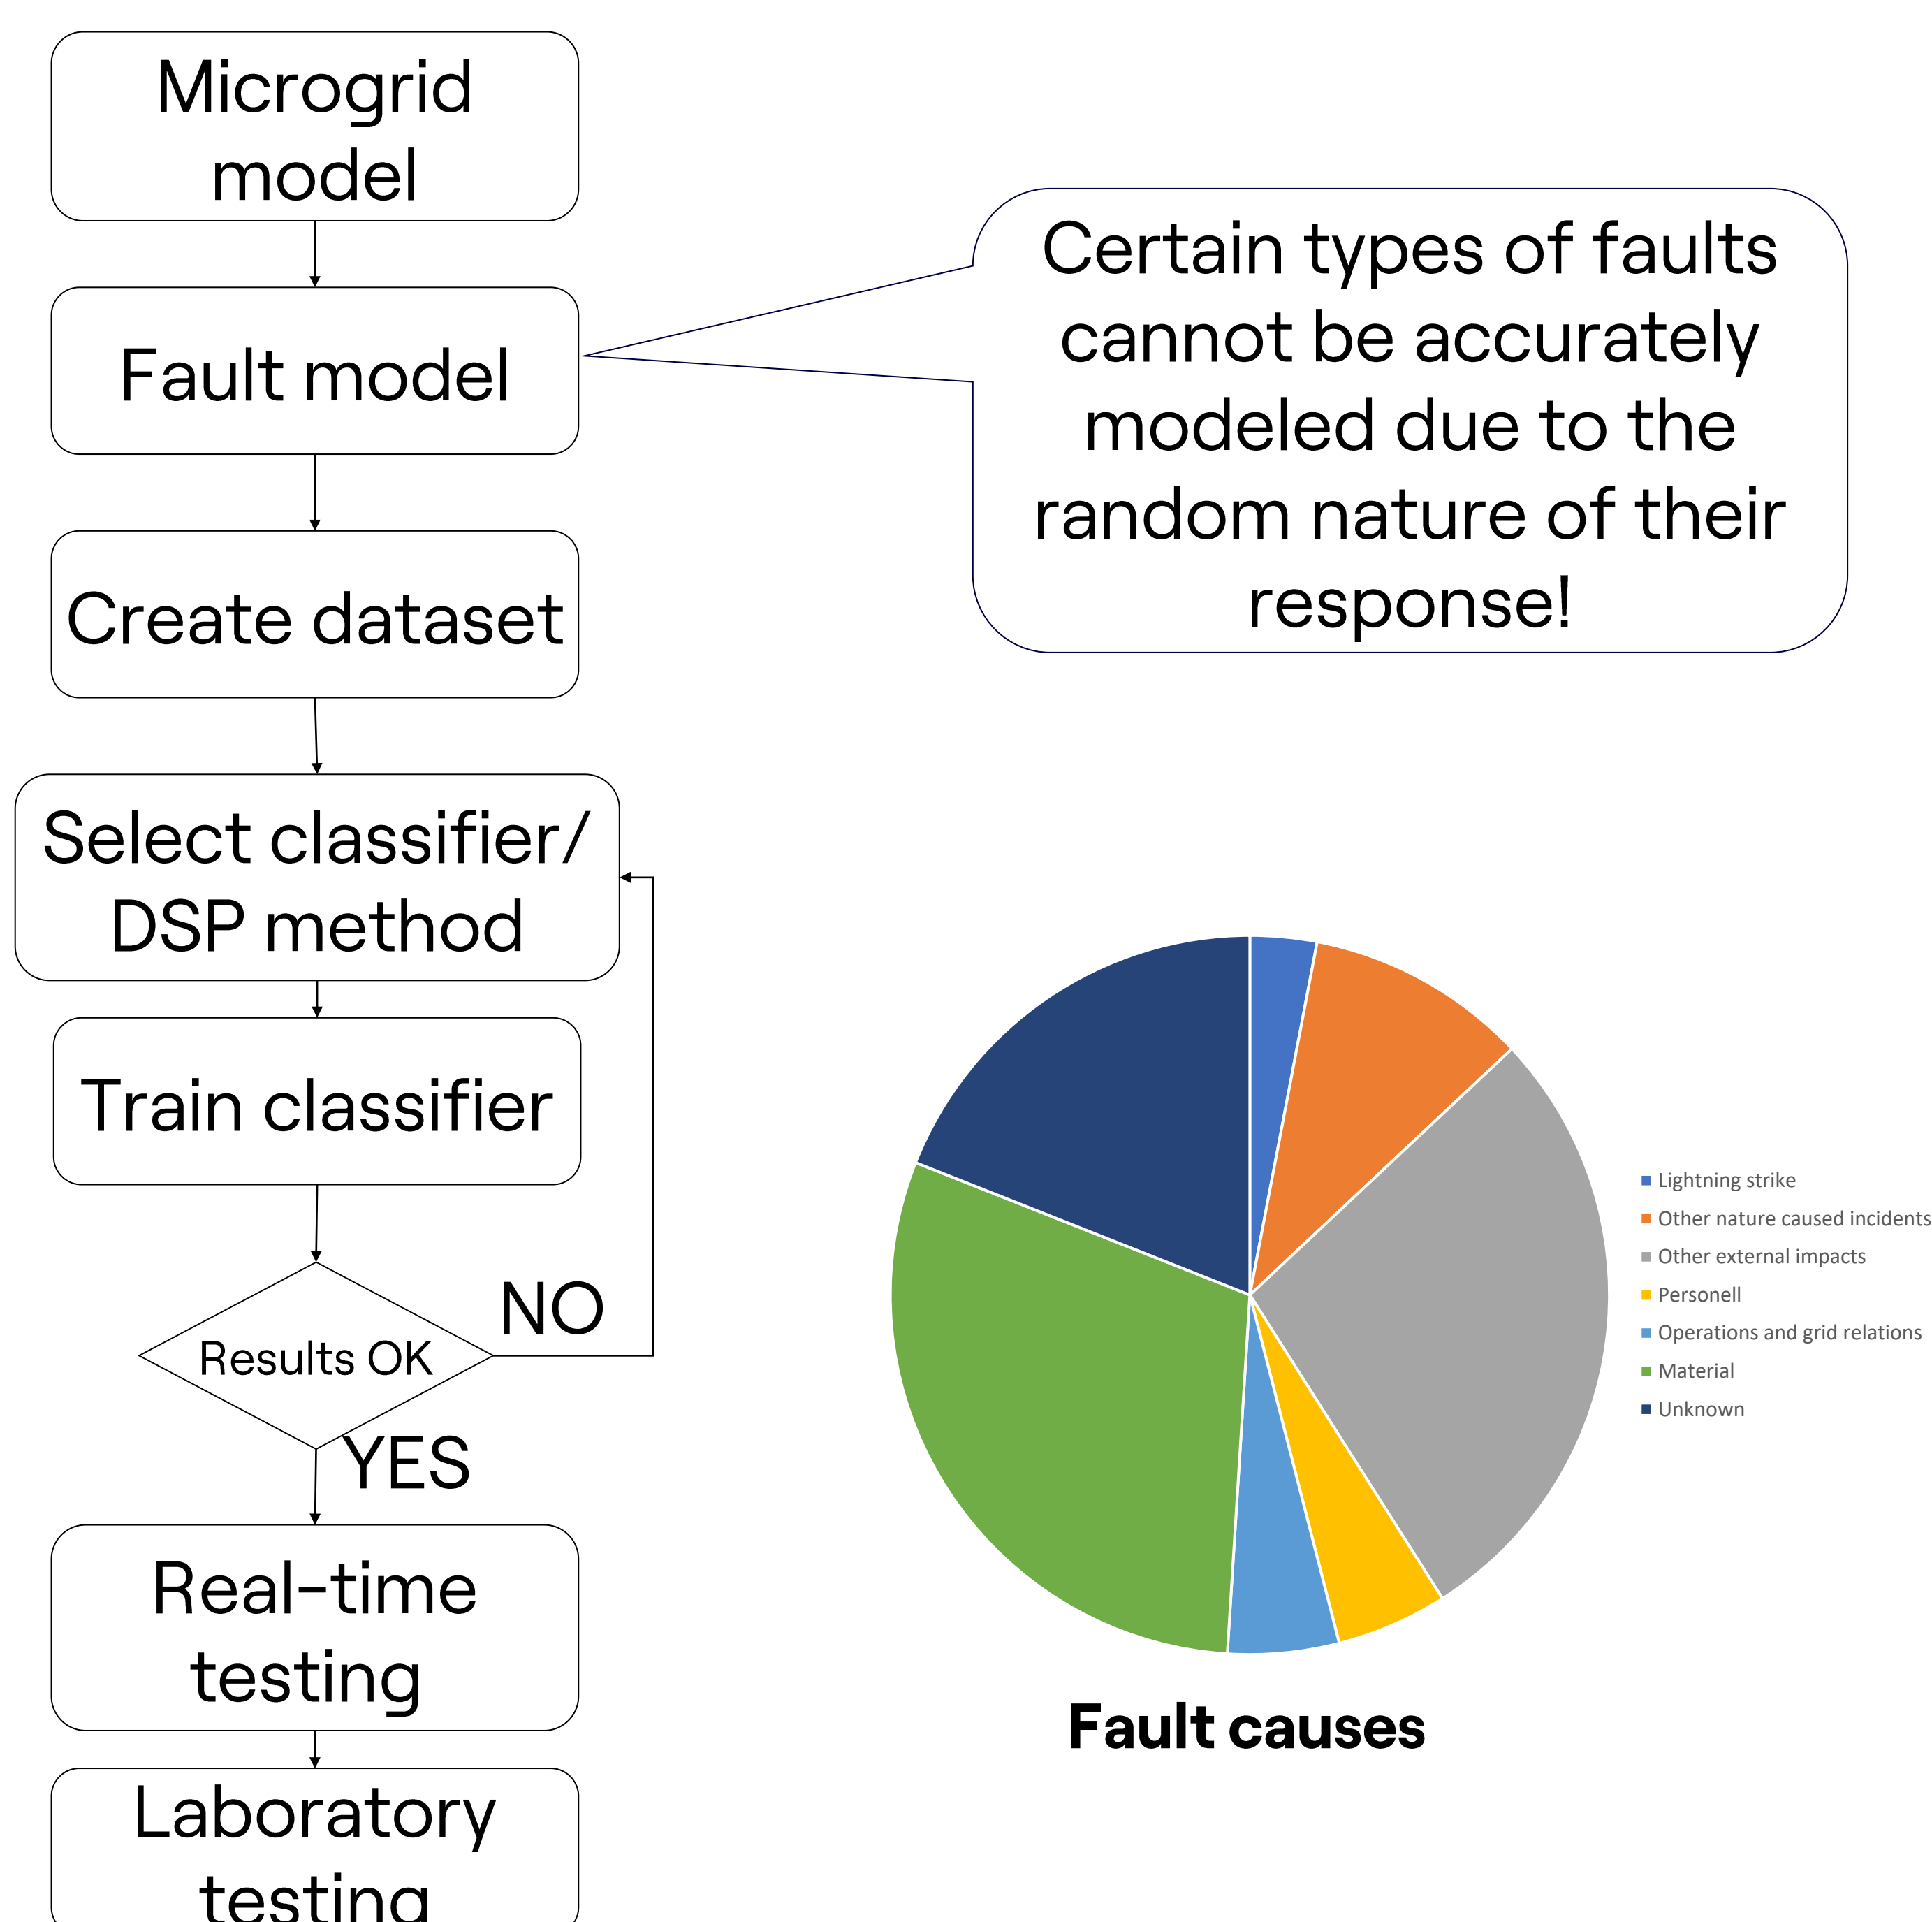 Microgrid
model
Fault model
Certain types of faults
cannot be accurately
modeled due to the
random nature of their
response!
Create dataset
Select classifier/
DSP method
Train classifier
Results OK
NO
YES
Real-time
testing
Laboratory
testing
Lightning strike
Other nature caused incidents
Other external impacts
Personell
Operations and grid relations
Material
Unknown
Fault causes